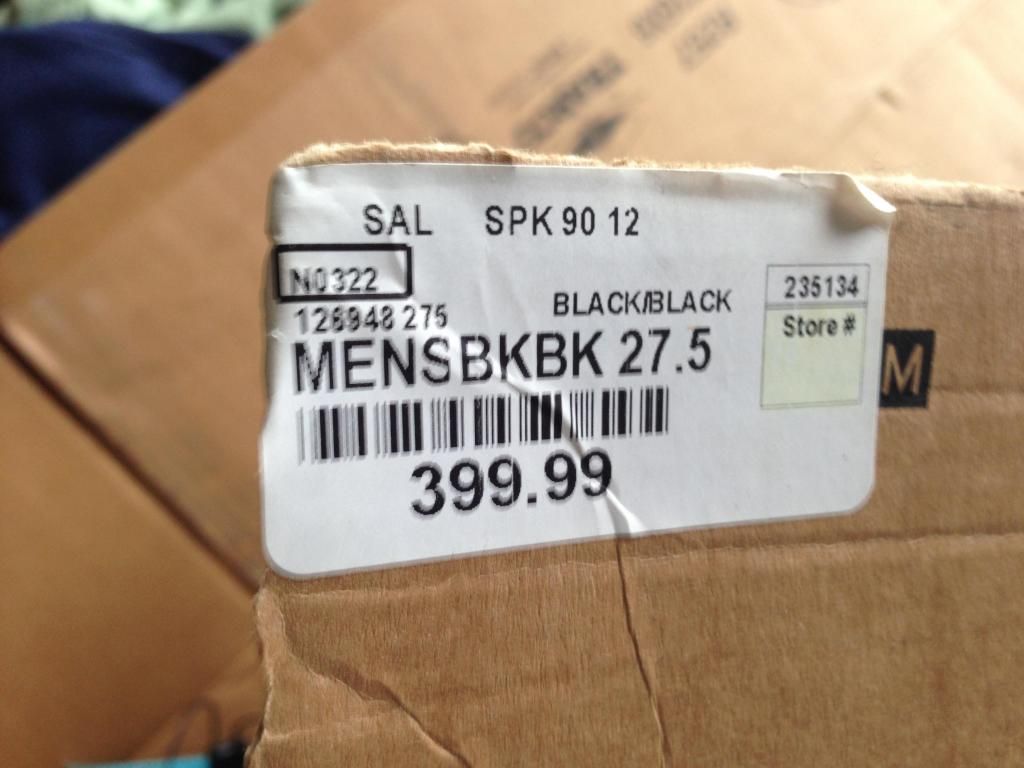 SAL SPK 90 12
N0322
126948 275 BLACK/BLACK
MENSBKBK 27.5
399.99
235134
Store #
M